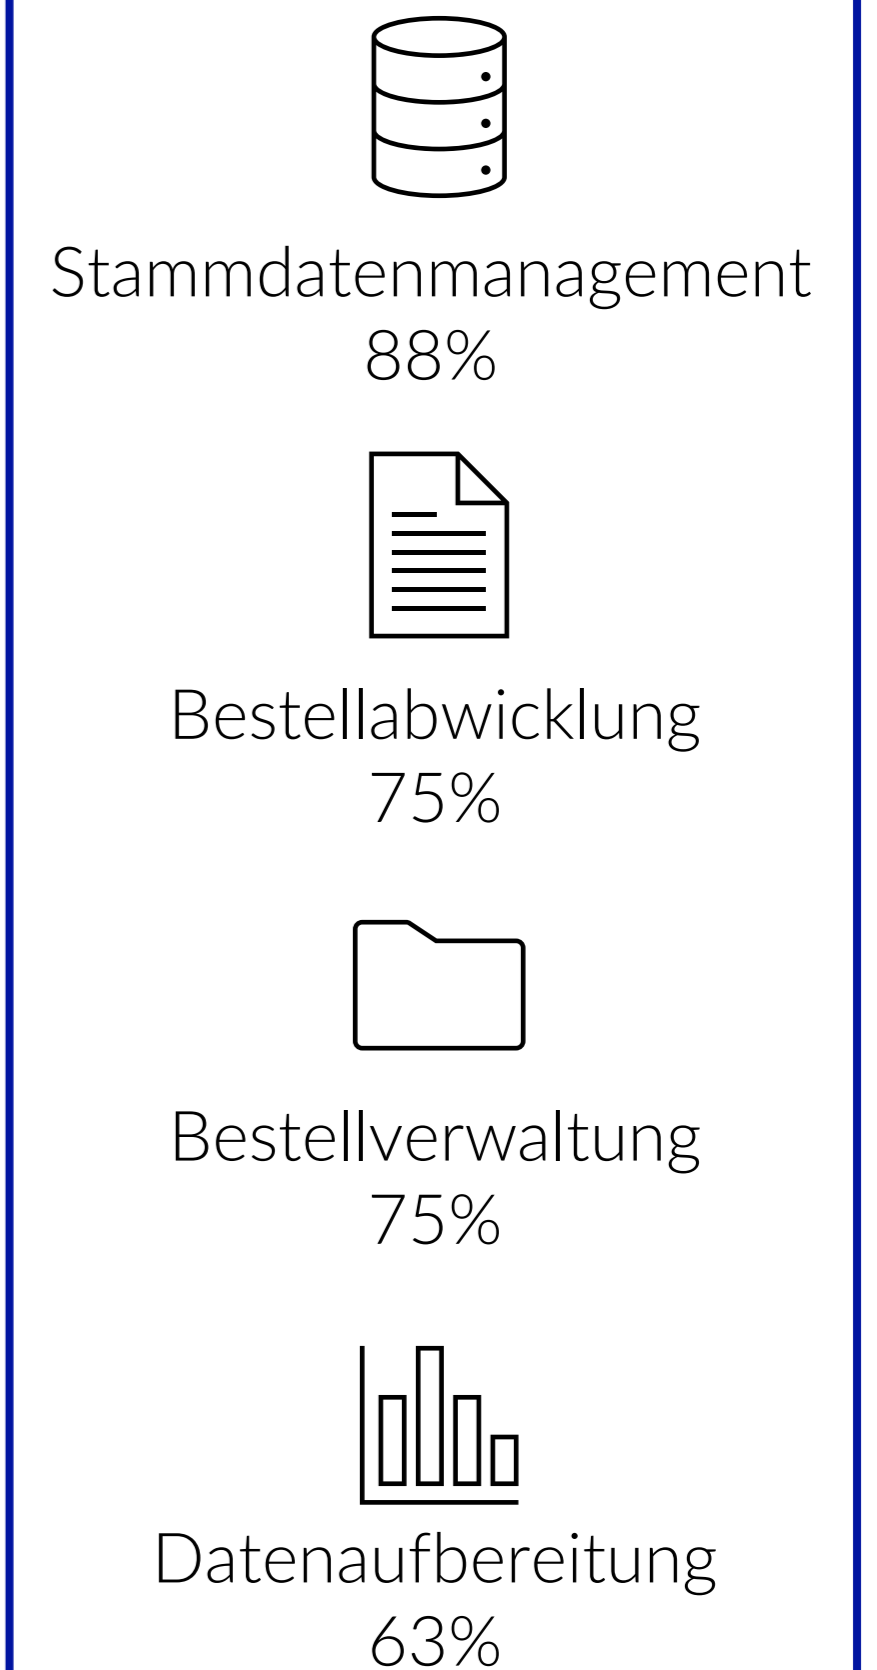 Stammdatenmanagement
88%
Bestellabwicklung
75%
Bestellverwaltung
75%
Datenaufbereitung
63%